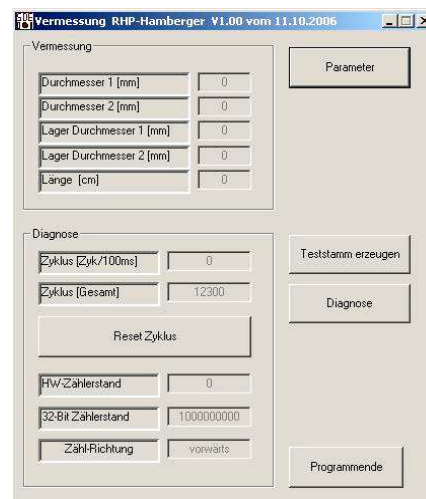 Vermessung RHP-Hamberger V1.00 vom 11.10.2006
Vermessung
Durchmesser 1 [mm] 0
Durchmesser 2 [mm] 0
Lager Durchmesser 1 [mm] 0
Lager Durchmesser 2 [mm] 0
Länge [cm] 0
Parameter
Diagnose
Zyklus [Zyk/100ms] 0
Zyklus [Gesamt] 12300
Reset Zyklus
HW-Zählerstand 0
32-Bit Zählerstand 1000000000
Zähl-Richtung vorwärts
Teststamm erzeugen
Diagnose
Programmende